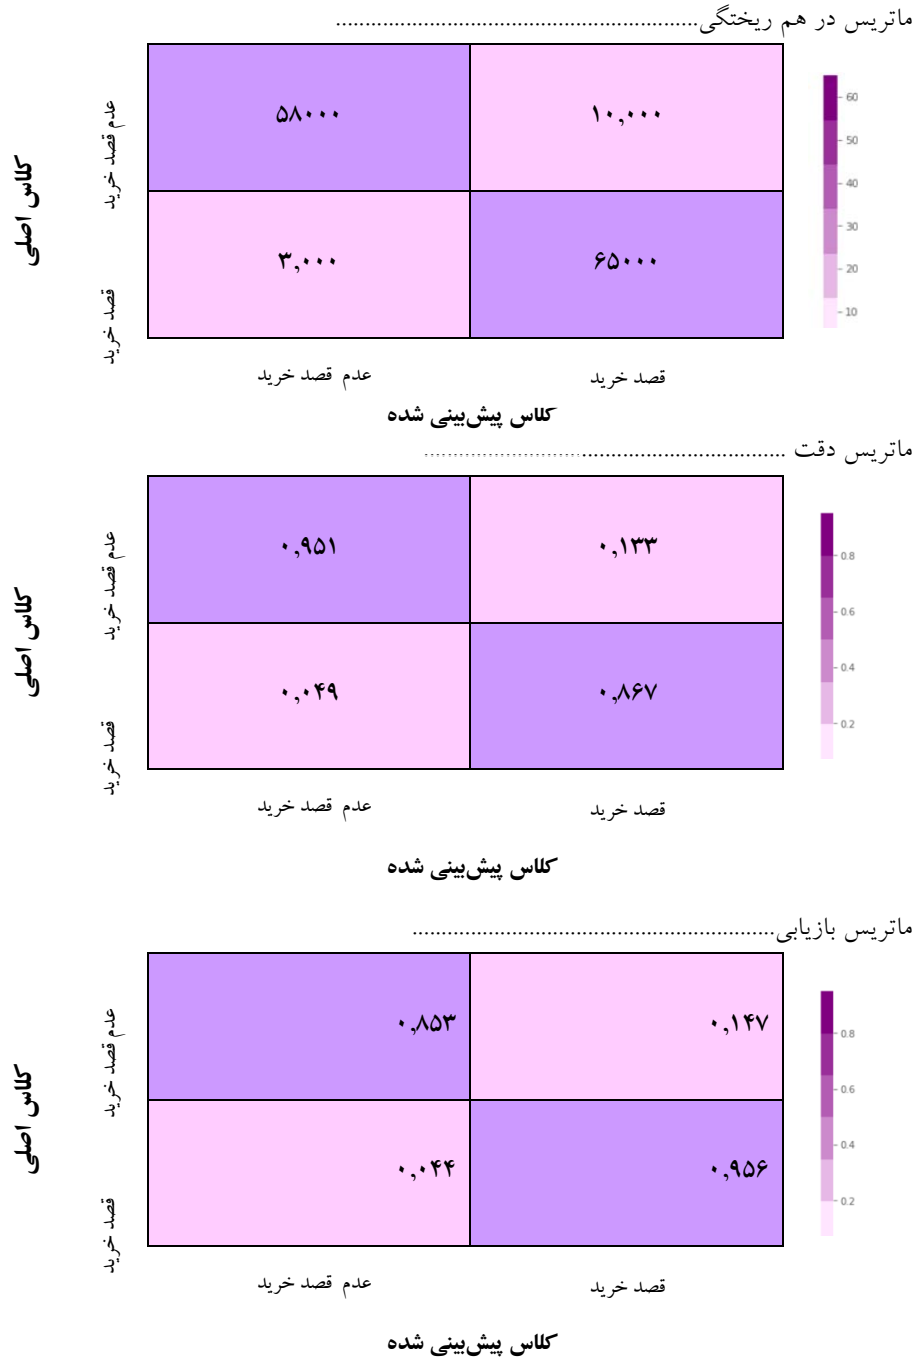 ماتریس در هم ریختگی..............................................................
۵۸۰۰۰ ۱۰,۰۰۰
۳,۰۰۰ ۶۵۰۰۰
عدم قصد خرید
قصد خرید
کلاس اصلی
عدم قصد خرید قصد خرید
کلاس پیش‌بینی شده
60
50
40
30
20
10
ماتریس دقت ..............................................................
۰,۹۵۱ ۰,۱۳۳
۰,۰۴۹ ۰,۸۶۷
عدم قصد خرید
قصد خرید
کلاس اصلی
عدم قصد خرید قصد خرید
کلاس پیش‌بینی شده
0.8
0.6
0.4
0.2
ماتریس بازیابی..............................................................
۰,۸۵۳ ۰,۱۴۷
۰,۰۴۴ ۰,۹۵۶
عدم قصد خرید
قصد خرید
کلاس اصلی
عدم قصد خرید قصد خرید
کلاس پیش‌بینی شده
0.8
0.6
0.4
0.2